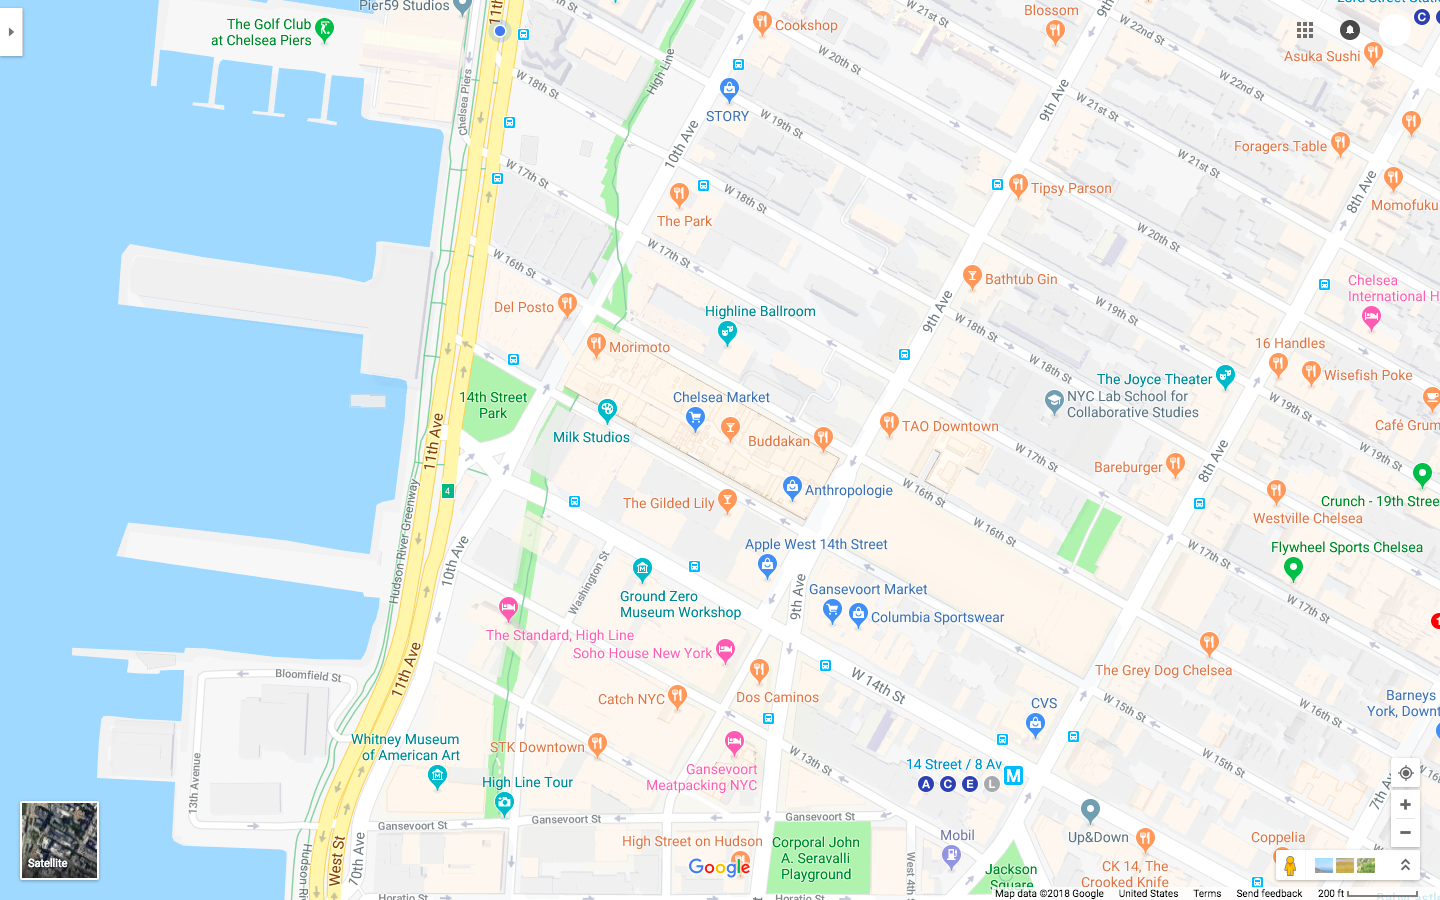 Pier59 Studios
The Golf Club
at Chelsea Piers
11th
Cookshop
W 21st St
Blossom
9th
W 22nd St
23rd Street Station
C
Asuka Sushi
Chelsea Piers
W 18th St
High Line
W 20th St
STORY
W 19th St
10th Ave
9th Ave
W 21st St
W 22nd St
Foragers Table
W 17th St
W 18th St
Tipsy Parson
W 21st St
8th Ave
Momofuku
The Park
W 16th St
W 17th St
W 20th St
Bathtub Gin
Chelsea
International H
Del Posto
Highline Ballroom
9th Ave
W 19th St
W 18th St
Morimoto
16 Handles
Wisefish Poke
The Joyce Theater
NYC Lab School for
Collaborative Studies
14th Street
Park
Chelsea Market
W 19th St
Café Grum
Milk Studios
Buddakan
TAO Downtown
11th Ave
W 17th St
W 18th St
8th Ave
Bareburger
4
The Gilded Lily
Anthropologie
W 16th St
Crunch - 19th Stree
Westville Chelsea
Hudson River Greenway
W 16th St
Apple West 14th Street
Flywheel Sports Chelsea
W 17th St
10th Ave
Washington St
Ground Zero
Museum Workshop
9th Ave
Gansevoort Market
Columbia Sportswear
The Standard, High Line
Soho House New York
11th Ave
Bloomfield St
The Grey Dog Chelsea
Catch NYC
Dos Caminos
W 14th St
CVS
W 15th St
W 16th St
Barneys
York, Downt
Whitney Museum
of American Art
STK Downtown
Gansevoort
Meatpacking NYC
W 13th St
14 Street / 8 Av
A C E L
M
High Line Tour
13th Avenue
7th Ave
Satellite
Gansevoort St
Gansevoort St
Gansevoort St
High Street on Hudson
Corporal John
A. Seravalli
Playground
Mobil
Up&Down
Coppelia
CK 14, The
Crooked Knife
Hudson Riv
West St
10th Ave
Google
West 4th St
Jackson
Square
Horatio St
Horatio St
Map data ©2018 Google
United States
Terms
Send feedback
200 ft